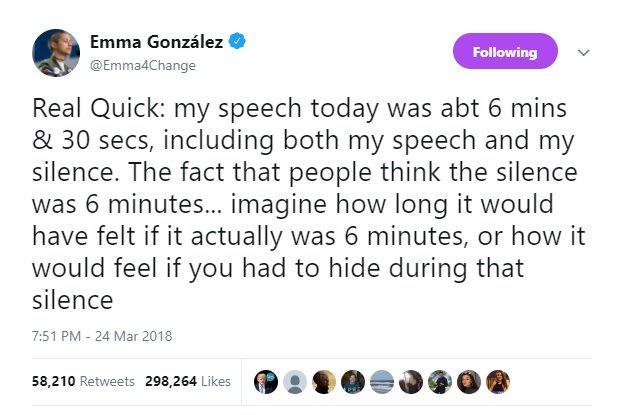 Emma González
@Emma4Change
Following
Real Quick: my speech today was abt 6 mins
& 30 secs, including both my speech and my
silence. The fact that people think the silence
was 6 minutes... imagine how long it would
have felt if it actually was 6 minutes, or how it
would feel if you had to hide during that
silence
7:51 PM - 24 Mar 2018
58,210 Retweets 298,264 Likes